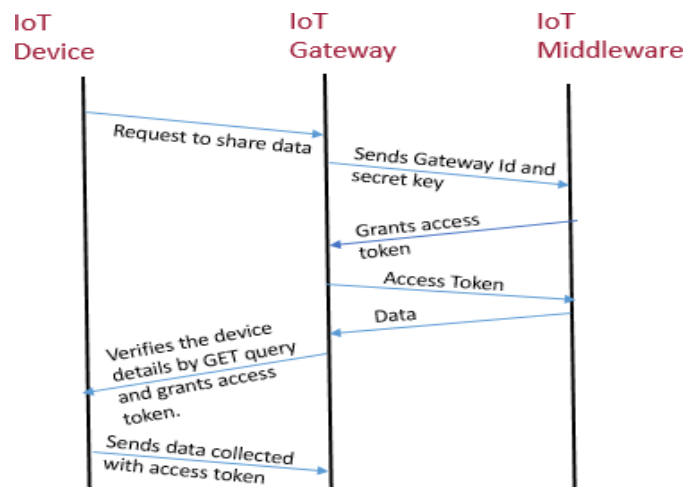 IoT
Device
IoT
Gateway
IoT
Middleware
Request to share data
Sends Gateway Id and
secret key
Grants access
token
Access Token
Data
Verifies the device
details by GET query
and grants access
token.
Sends data collected
with access token